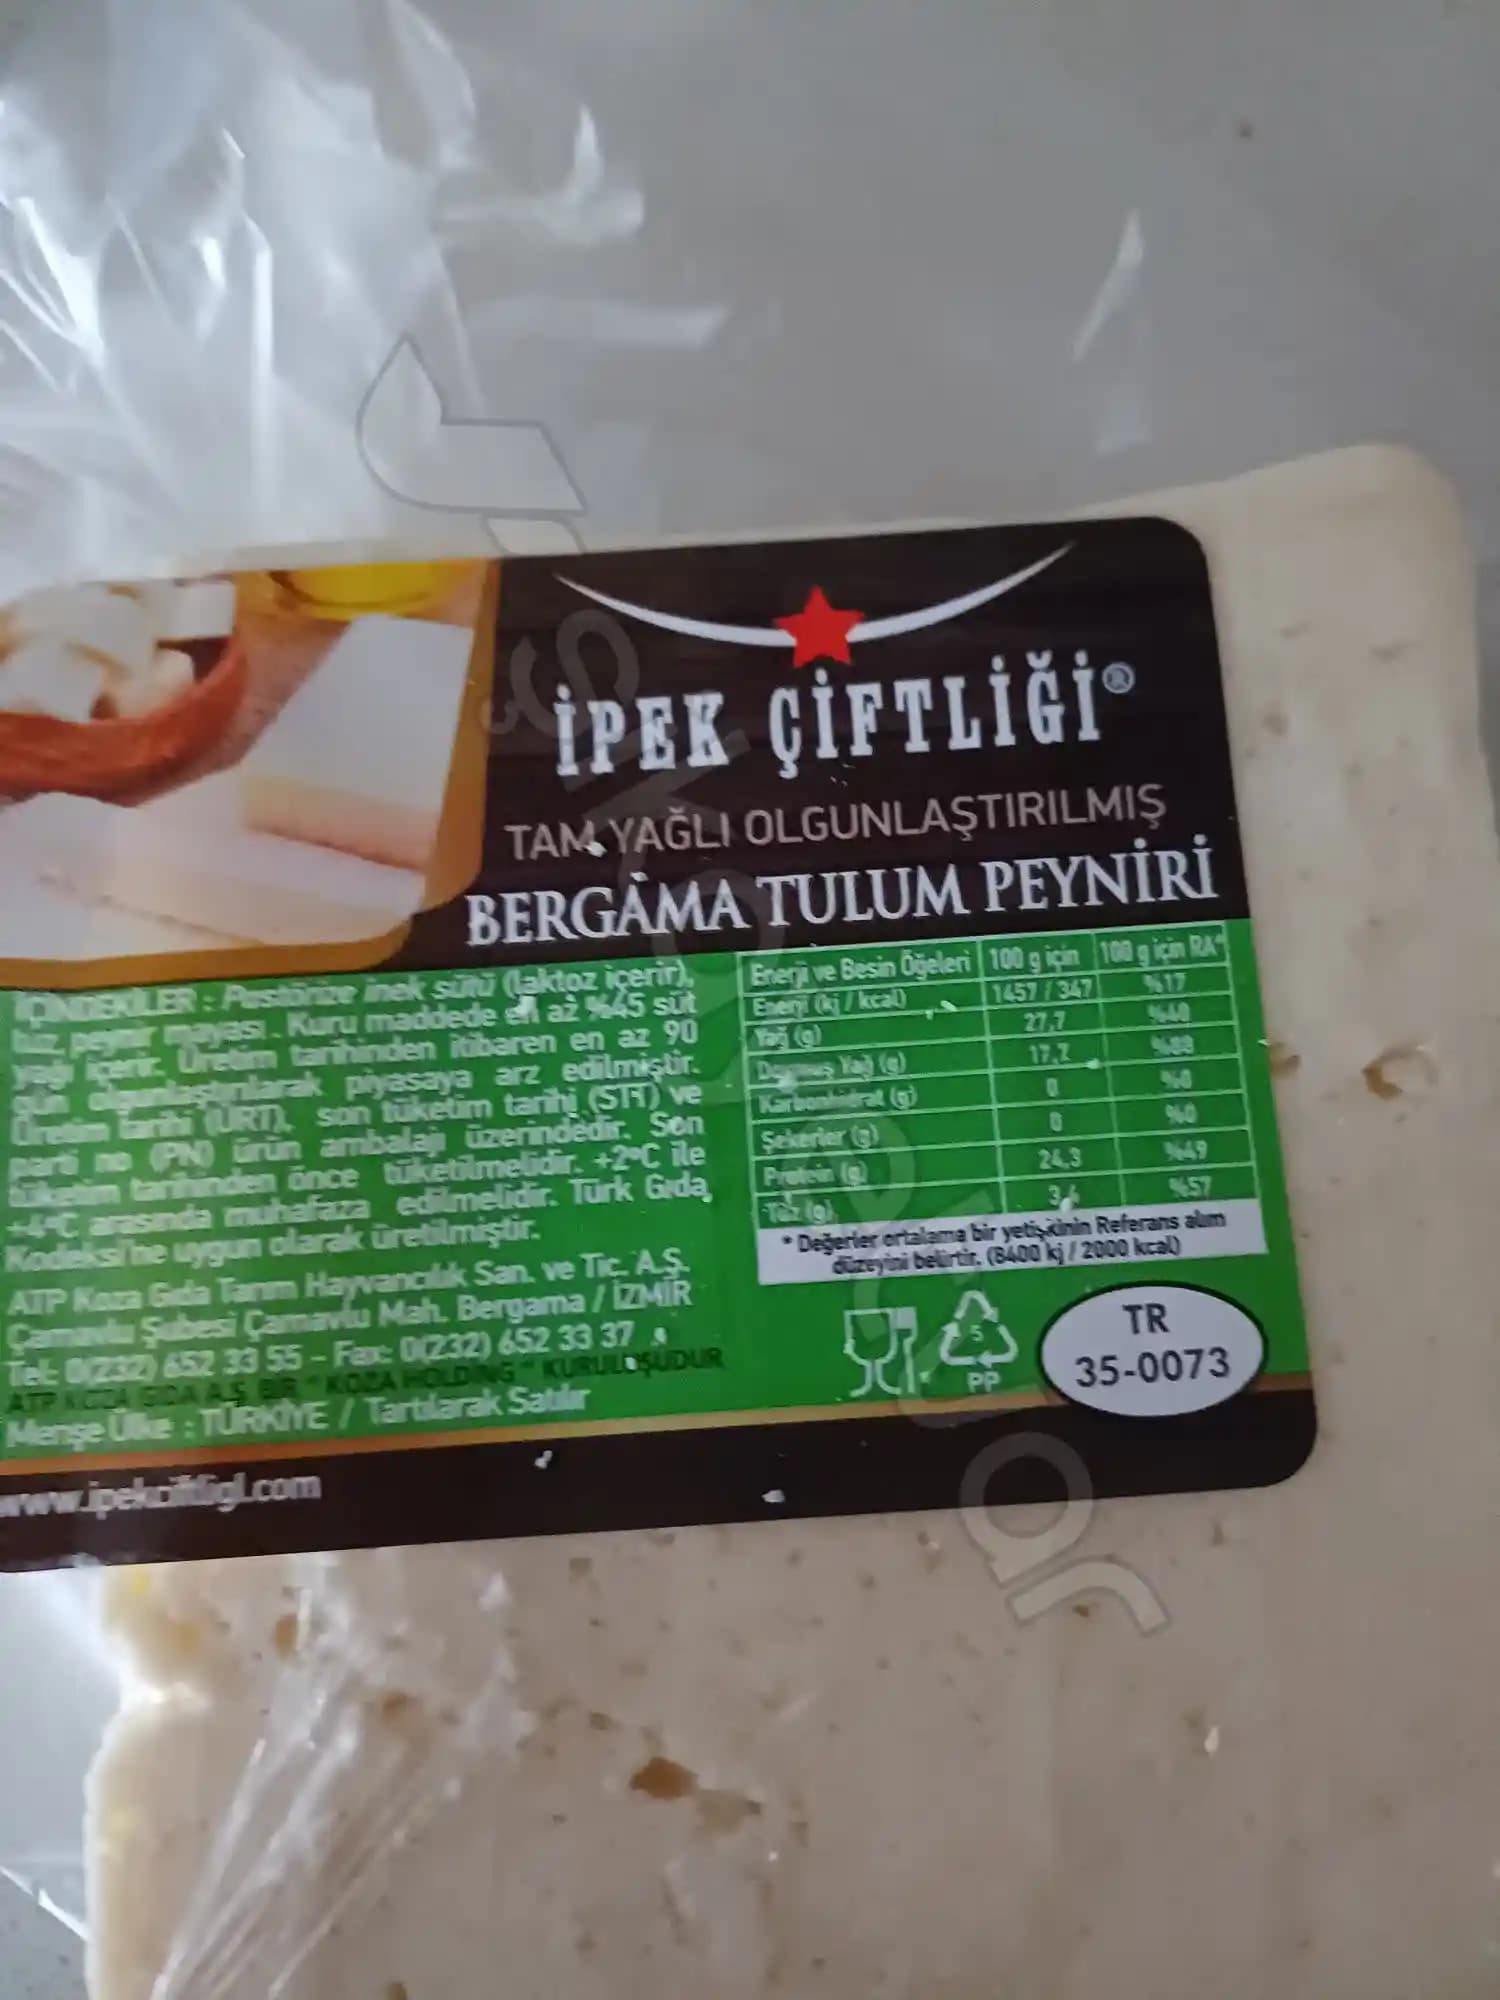 İPEK ÇİFTLİĞİ®
TAM YAĞLI OLGUNLAŞTIRILMIŞ
BERGAMA TULUM PEYNİRİ
İÇİNDEKİLER : Pastörize inek sütü (laktoz içerir),
tuz, peynir mayası. Kuru maddede en az %45 süt
yağı içerir. Üretim tarihinden itibaren en az 90
gün olgunlaştırılarak piyasaya arz edilmiştir.
Üretim tarihi (ÜRT), son tüketim tarihi (STT) ve
parti no (PN) ürün ambalajı üzerindedir. Son
tüketim tarihinden önce tüketilmelidir. +2°C ile
+4°C arasında muhafaza edilmelidir. Türk Gıda
Kodeksi'ne uygun olarak üretilmiştir.
ATP Koza Gıda Tarım Hayvancılık San. ve Tic. A.Ş.
Çamavlu Şubesi Çamavlu Mah. Bergama / İZMİR
Tel: 0(232) 652 33 55 - Fax: 0(232) 652 33 37
ATP KOZA GIDA A.Ş. BİR "KOZA HOLDİNG" KURULUŞUDUR
Menşe Ülke : TÜRKİYE / Tartılarak Satılır
www.ipekciftligi.com
Enerji ve Besin Öğeleri 100 g için 100 g için RA*
Enerji (kj / kcal) 1457 / 347 %17
Yağ (g) 27,7 %40
Doymuş Yağ (g) 17,7 %88
Karbonhidrat (g) 0 %0
Şekerler (g) 0 %0
Protein (g) 24,3 %49
Tuz (g) 3,4 %57
* Değerler ortalama bir yetişkinin Referans alım
düzeyini belirtir. (8400 kj / 2000 kcal)
5
PP
TR
35-0073